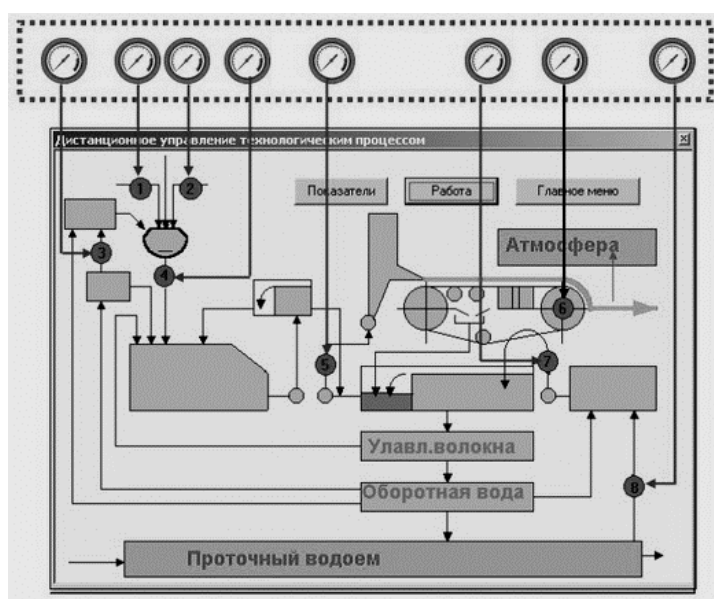 Дистанционное управление технологическим процессом
1
2
Показатели
Работа
Главное меню
3
Атмосфера
4
6
5
7
Улавл.волокна
Оборотная вода
8
Проточный водоем